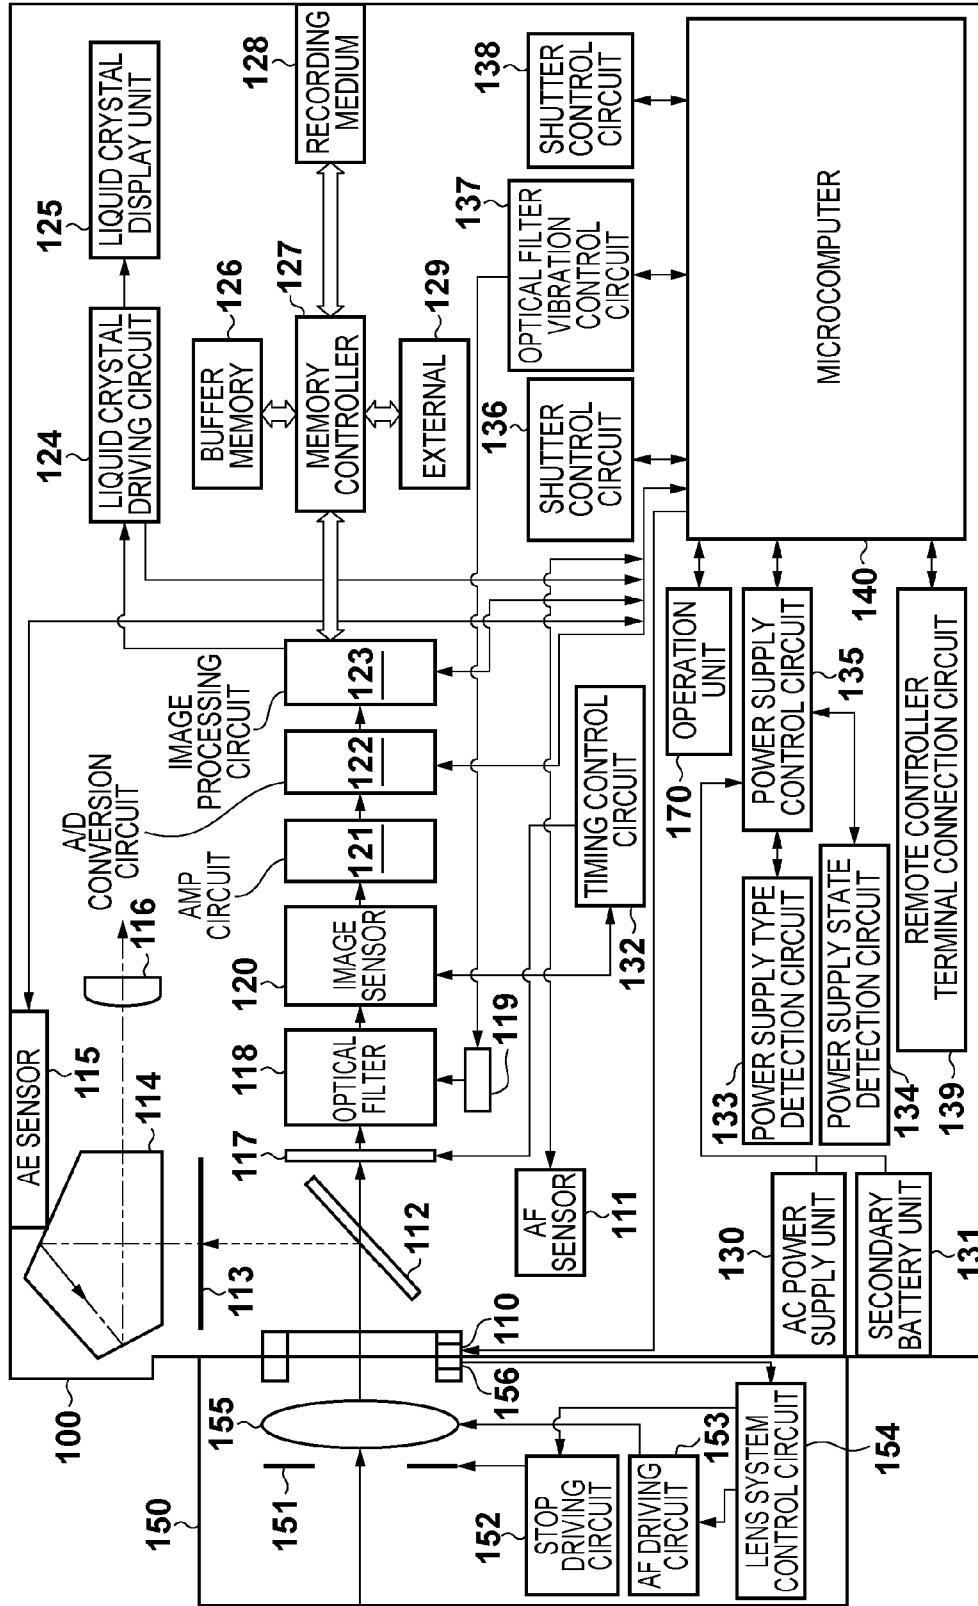 100
AE SENSOR
115
114
116
113
112
A/D
CONVERSION
CIRCUIT
AMP
CIRCUIT
IMAGE
PROCESSING
CIRCUIT
124
LIQUID CRYSTAL
DRIVING CIRCUIT
125
LIQUID CRYSTAL
DISPLAY UNIT
126
BUFFER
MEMORY
127
MEMORY
CONTROLLER
128
RECORDING
MEDIUM
129
EXTERNAL
117
118
OPTICAL
FILTER
119
120
IMAGE
SENSOR
121
122
123
150
151
155
110
156
152
STOP
DRIVING
CIRCUIT
153
AF DRIVING
CIRCUIT
154
LENS SYSTEM
CONTROL CIRCUIT
AF
SENSOR
111
TIMING CONTROL
CIRCUIT
132
136
SHUTTER
CONTROL
CIRCUIT
137
OPTICAL FILTER
VIBRATION
CONTROL
CIRCUIT
138
SHUTTER
CONTROL
CIRCUIT
130
AC POWER
SUPPLY UNIT
131
SECONDARY
BATTERY UNIT
133
POWER SUPPLY TYPE
DETECTION CIRCUIT
POWER SUPPLY STATE
DETECTION CIRCUIT
134
170
OPERATION
UNIT
POWER SUPPLY
CONTROL CIRCUIT
135
139
REMOTE CONTROLLER
TERMINAL CONNECTION CIRCUIT
140
MICROCOMPUTER